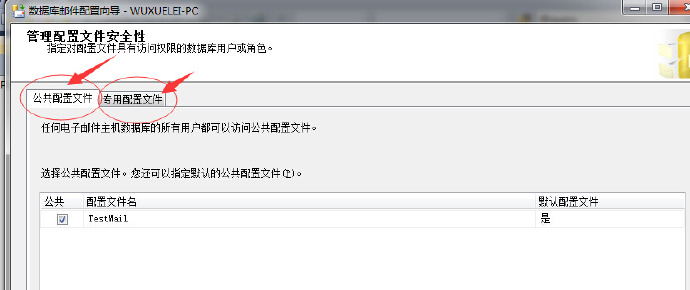 数据库邮件配置向导 - WUXUELEI-PC
管理配置文件安全性
指定对配置文件具有访问权限的数据库用户或角色。
公共配置文件 专用配置文件
任何电子邮件主机数据库的所有用户都可以访问公共配置文件。
选择公共配置文件。您还可以指定默认的公共配置文件(P)。
公共 配置文件名 默认配置文件
TestMail 是